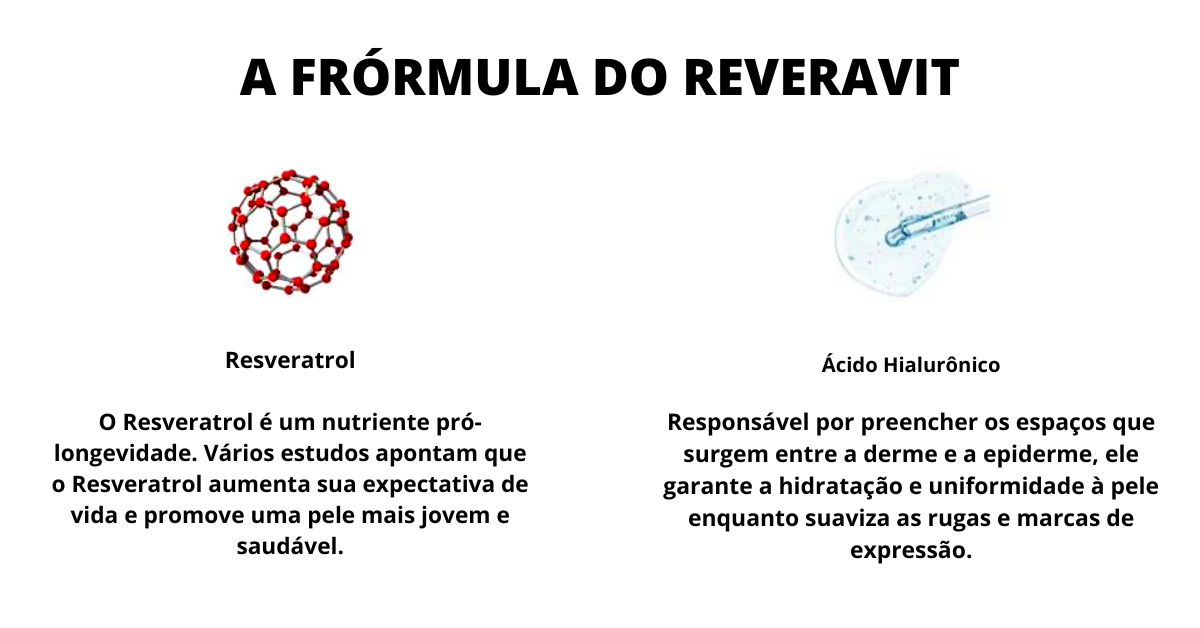 A FRÓRMULA DO REVERAVIT
Resveratrol
O Resveratrol é um nutriente pró-
longevidade. Vários estudos apontam que
o Resveratrol aumenta sua expectativa de
vida e promove uma pele mais jovem e
saudável.
Ácido Hialurônico
Responsável por preencher os espaços que
surgem entre a derme e a epiderme, ele
garante a hidratação e uniformidade à pele
enquanto suaviza as rugas e marcas de
expressão.